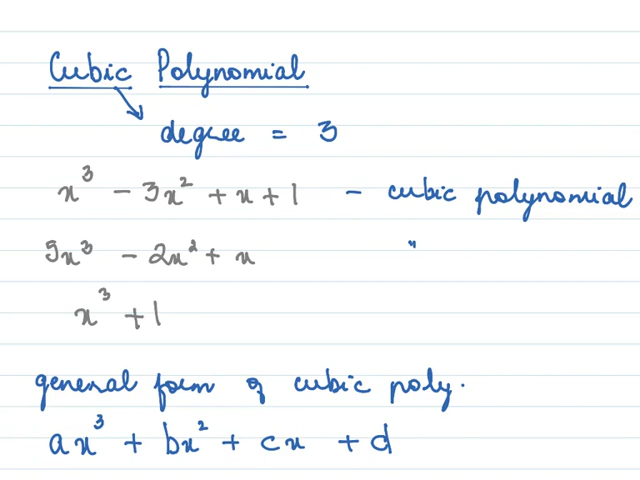 Cubic Polynomial
degree = 3
x³ - 3x² + x + 1 - cubic polynomial
5x³ - 2x² + x "
x³ + 1
general form of cubic poly.
ax³ + bx² + cx + d